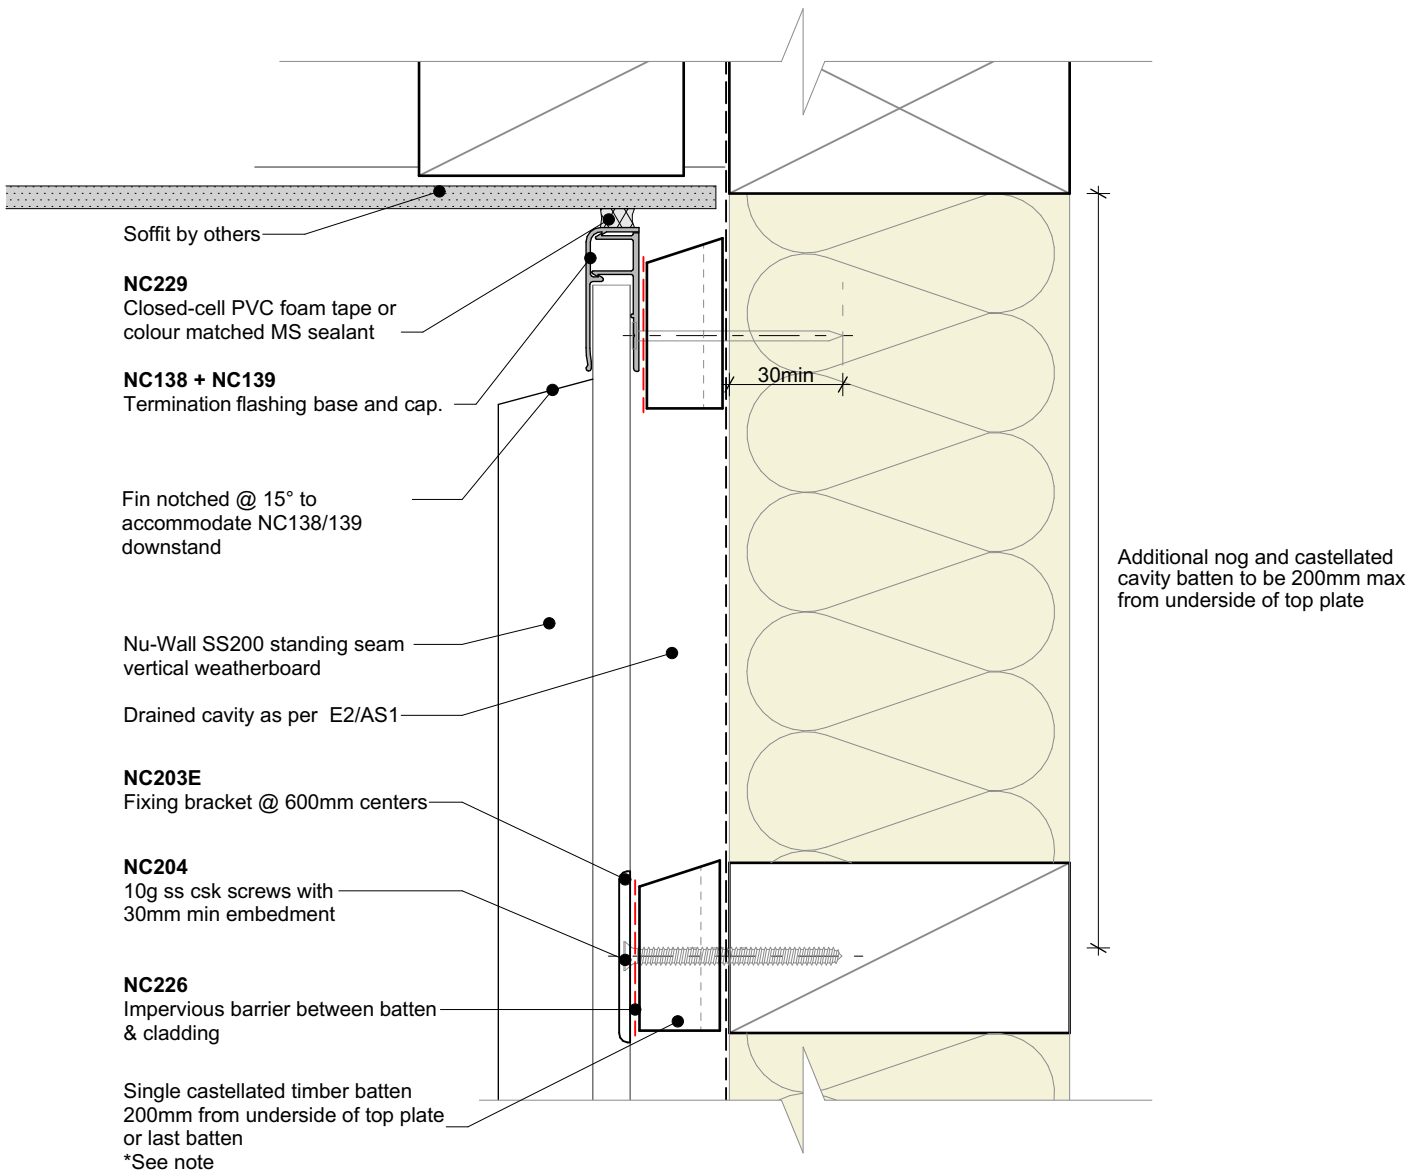 Soffit by others
NC229
Closed-cell PVC foam tape or
colour matched MS sealant
NC138 + NC139
Termination flashing base and cap.
30min
Fin notched @ 15° to
accommodate NC138/139
downstand
Additional nog and castellated
cavity batten to be 200mm max
from underside of top plate
Nu-Wall SS200 standing seam
vertical weatherboard
Drained cavity as per E2/AS1
NC203E
Fixing bracket @ 600mm centers
NC204
10g ss csk screws with
30mm min embedment
NC226
Impervious barrier between batten
& cladding
Single castellated timber batten
200mm from underside of top plate
or last batten
*See note